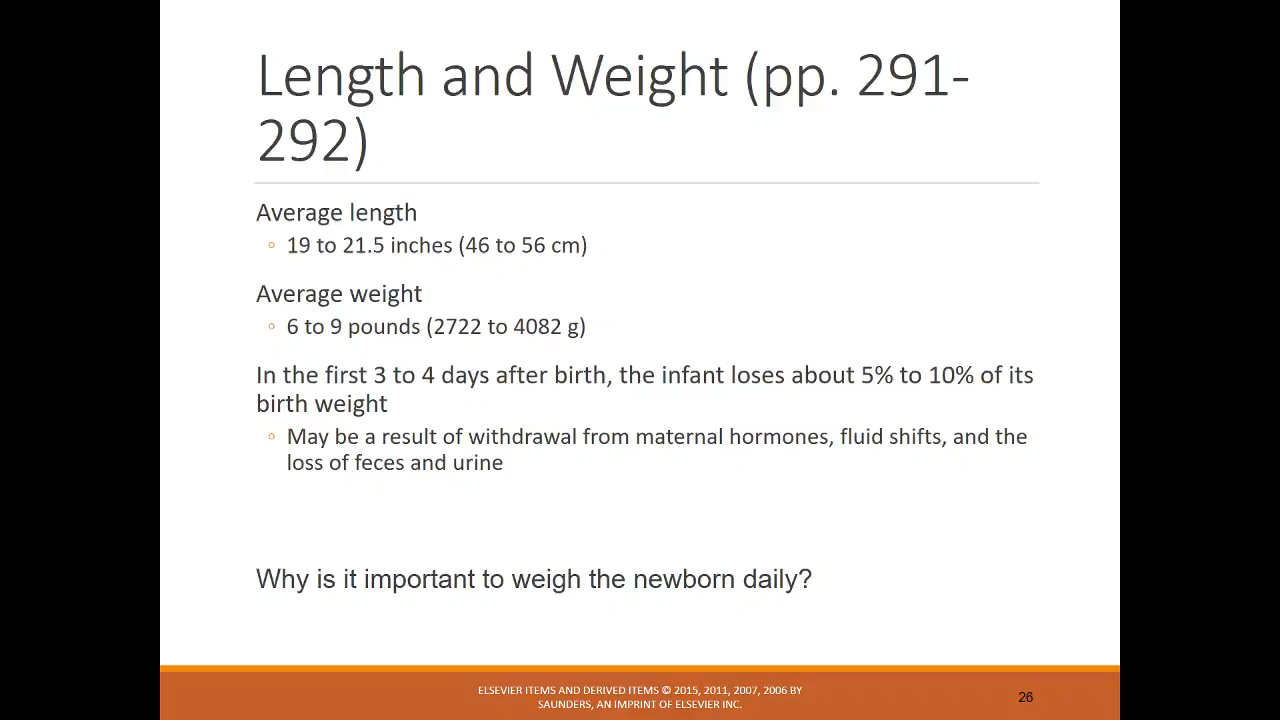 Length and Weight (pp. 291-
292)
Average length
◦ 19 to 21.5 inches (46 to 56 cm)
Average weight
◦ 6 to 9 pounds (2722 to 4082 g)
In the first 3 to 4 days after birth, the infant loses about 5% to 10% of its
birth weight
◦ May be a result of withdrawal from maternal hormones, fluid shifts, and the
loss of feces and urine
Why is it important to weigh the newborn daily?
ELSEVIER ITEMS AND DERIVED ITEMS © 2015, 2011, 2007, 2006 BY
SAUNDERS, AN IMPRINT OF ELSEVIER INC.
26